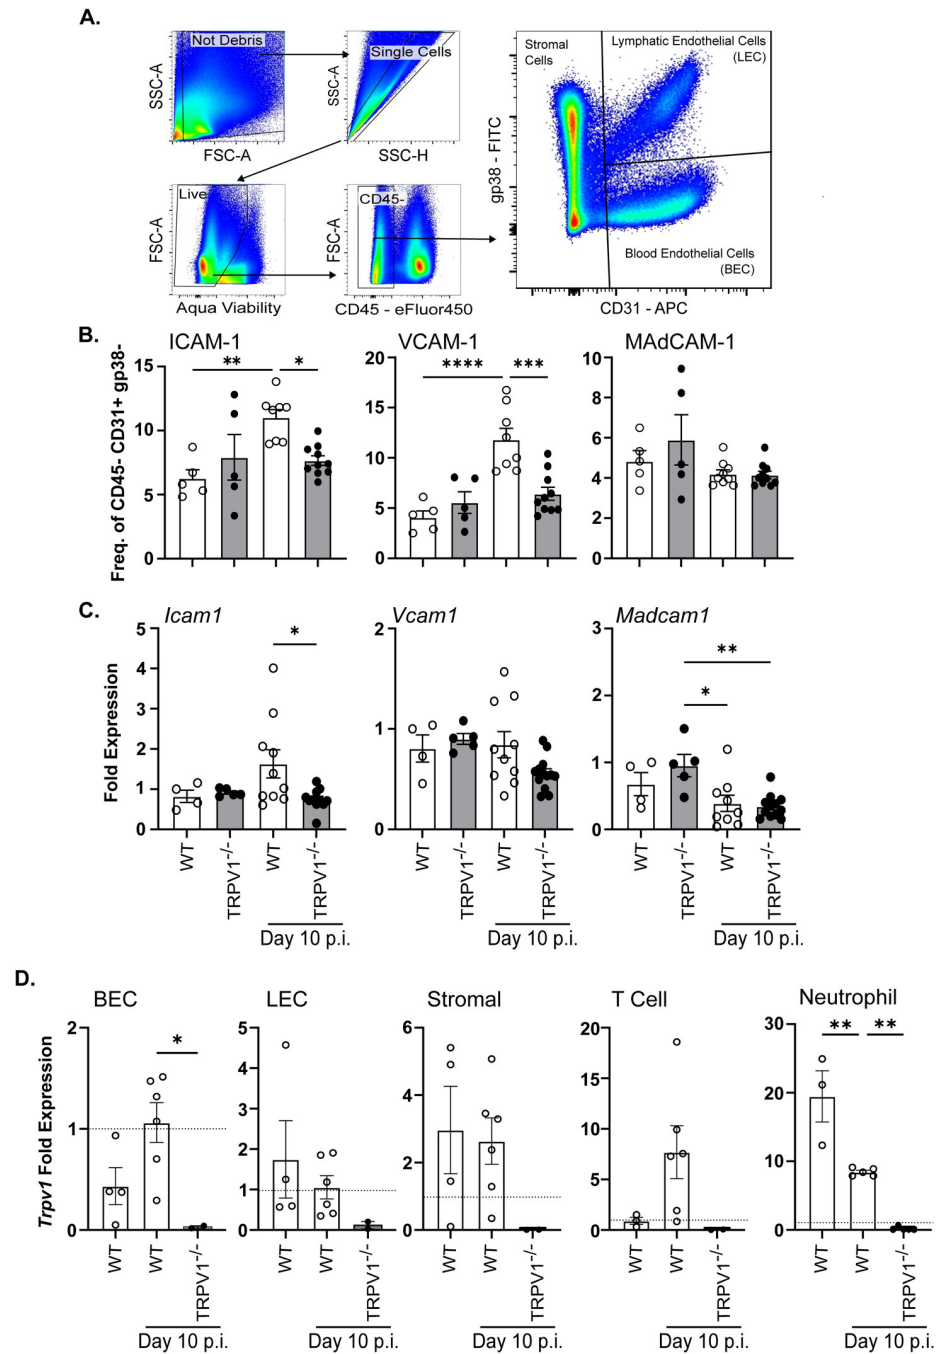 A.
Not Debris
SSC-A
FSC-A
Single Cells
SSC-A
SSC-H
Live
FSC-A
Aqua Viability
CD45-
FSC-A
CD45 - eFluor450
Stromal
Cells
Lymphatic Endothelial Cells
(LEC)
Blood Endothelial Cells
(BEC)
gp38 - FITC
CD31 - APC
B.
ICAM-1
VCAM-1
MAdCAM-1
Freq. of CD45- CD31+ gp38-
15
10
5
0
** *
20
15
10
5
0
**** ***
10
8
6
4
2
0
C.
Icam1
Vcam1
Madcam1
Fold Expression
5
4
3
2
1
0
*
WT
TRPV1-/-
WT
TRPV1-/-
Day 10 p.i.
2
1
0
WT
TRPV1-/-
WT
TRPV1-/-
Day 10 p.i.
3
2
1
0
**
*
WT
TRPV1-/-
WT
TRPV1-/-
Day 10 p.i.
D.
BEC
LEC
Stromal
T Cell
Neutrophil
Trpv1 Fold Expression
2
1
0
*
WT
WT
TRPV1-/-
Day 10 p.i.
5
4
3
2
1
0
WT
WT
TRPV1-/-
Day 10 p.i.
6
4
2
0
WT
WT
TRPV1-/-
Day 10 p.i.
20
15
10
5
0
WT
WT
TRPV1-/-
Day 10 p.i.
30
20
10
0
** **
WT
WT
TRPV1-/-
Day 10 p.i.